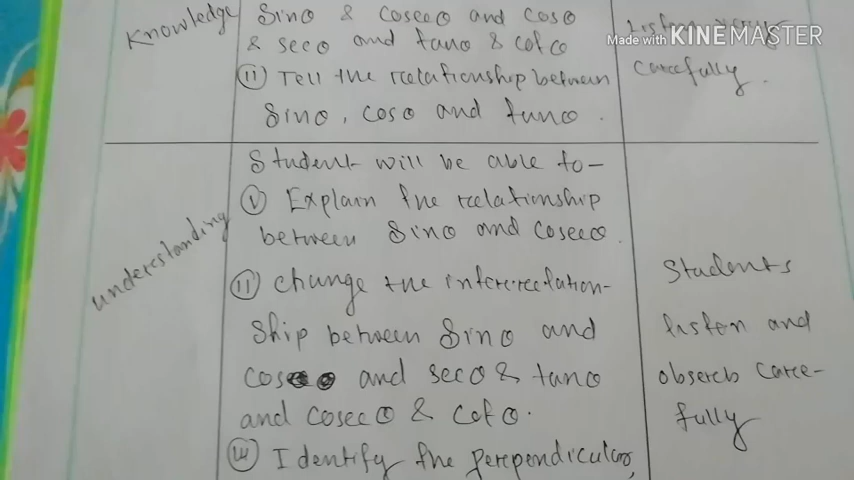 Knowledge
Sinθ & Cosecθ and Cosθ
& secθ and tanθ & cotθ
(ii) Tell the relationship between
Sinθ, cosθ and tanθ.
carefully.
Made with KINEMASTER
understanding
Student will be able to-
(i) Explain the relationship
between Sinθ and cosecθ.
(ii) change the interrelation-
ship between Sinθ and
cosθ and secθ & tanθ
and cosecθ & cotθ.
(iii) Identify the perpendicular,
Students
listen and
observe care-
fully